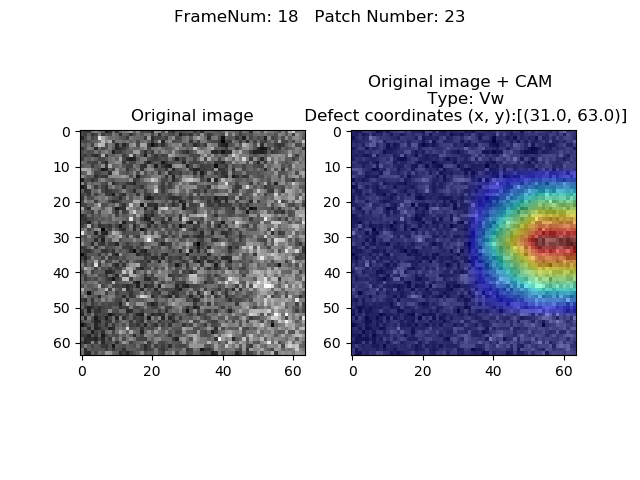 FrameNum: 18   Patch Number: 23
Original image
0
10
20
30
40
50
60
0 20 40 60
Original image + CAM
Type: Vw
Defect coordinates (x, y):[(31.0, 63.0)]
0
10
20
30
40
50
60
0 20 40 60